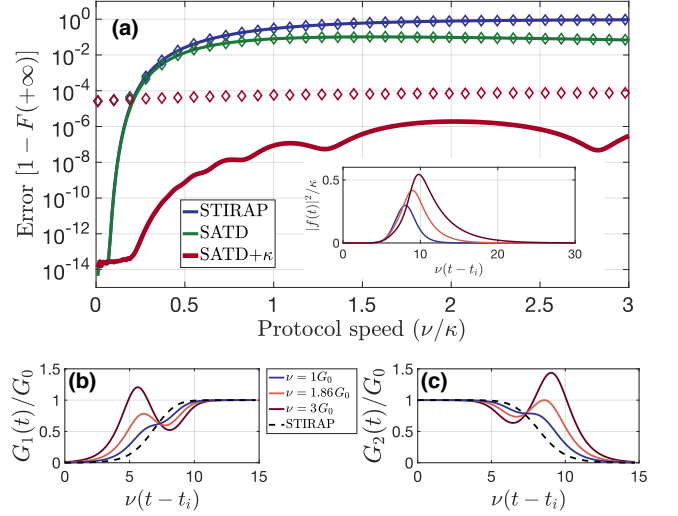 (a)
Error [1 − F(+∞)]
10^0
10^-2
10^-4
10^-6
10^-8
10^-10
10^-12
10^-14
STIRAP
SATD
SATD+κ
|f(t)|^2/κ
0.5
0
0 10 20 30
ν(t − t_i)
0 0.5 1 1.5 2 2.5 3
Protocol speed (ν/κ)
(b)
G_1(t)/G_0
1.5
1
0.5
0
0 5 10 15
ν(t − t_i)
ν = 1G_0
ν = 1.86G_0
ν = 3G_0
STIRAP
(c)
G_2(t)/G_0
1.5
1
0.5
0
0 5 10 15
ν(t − t_i)